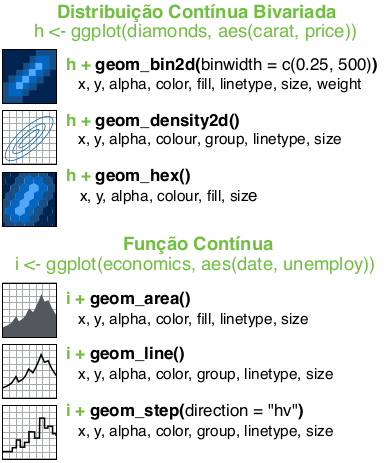 Distribuição Contínua Bivariada
h <- ggplot(diamonds, aes(carat, price))
h + geom_bin2d(binwidth = c(0.25, 500))
x, y, alpha, color, fill, linetype, size, weight
h + geom_density2d()
x, y, alpha, colour, group, linetype, size
h + geom_hex()
x, y, alpha, colour, fill, size
Função Contínua
i <- ggplot(economics, aes(date, unemploy))
i + geom_area()
x, y, alpha, color, fill, linetype, size
i + geom_line()
x, y, alpha, color, group, linetype, size
i + geom_step(direction = "hv")
x, y, alpha, color, group, linetype, size